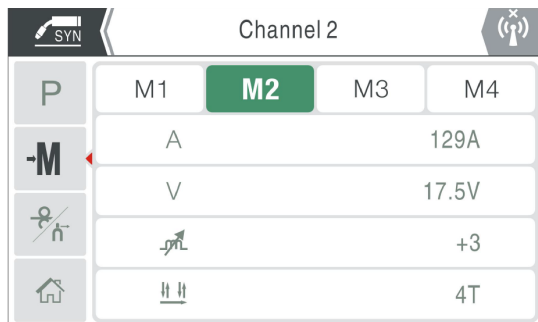 SYN Channel 2
P M1 M2 M3 M4
A 129A
M
V 17.5V
+3
4T